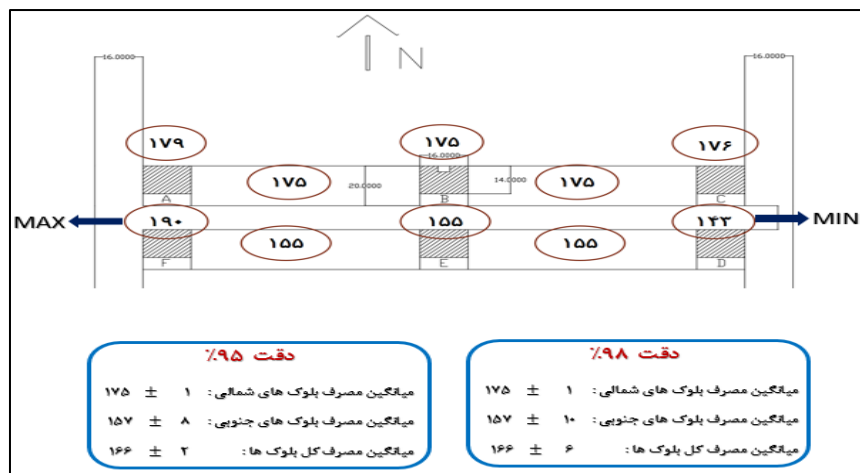 N
16.0000
16.0000
۱۷۹
۱۷۵
۱۷۶
16.0000
۱۷۵
۱۷۵
20.0000
14.0000
A
B
C
MAX
۱۹۰
۱۵۵
۱۴۳
MIN
۱۵۵
۱۵۵
F
E
D
دقت ۹۵%
میانگین مصرف بلوک های شمالی : ۱ ± ۱۷۵
میانگین مصرف بلوک های جنوبی : ۸ ± ۱۵۷
میانگین مصرف کل بلوک ها : ۲ ± ۱۶۶
دقت ۹۸%
میانگین مصرف بلوک های شمالی : ۱ ± ۱۷۵
میانگین مصرف بلوک های جنوبی : ۱۰ ± ۱۵۷
میانگین مصرف کل بلوک ها : ۶ ± ۱۶۶